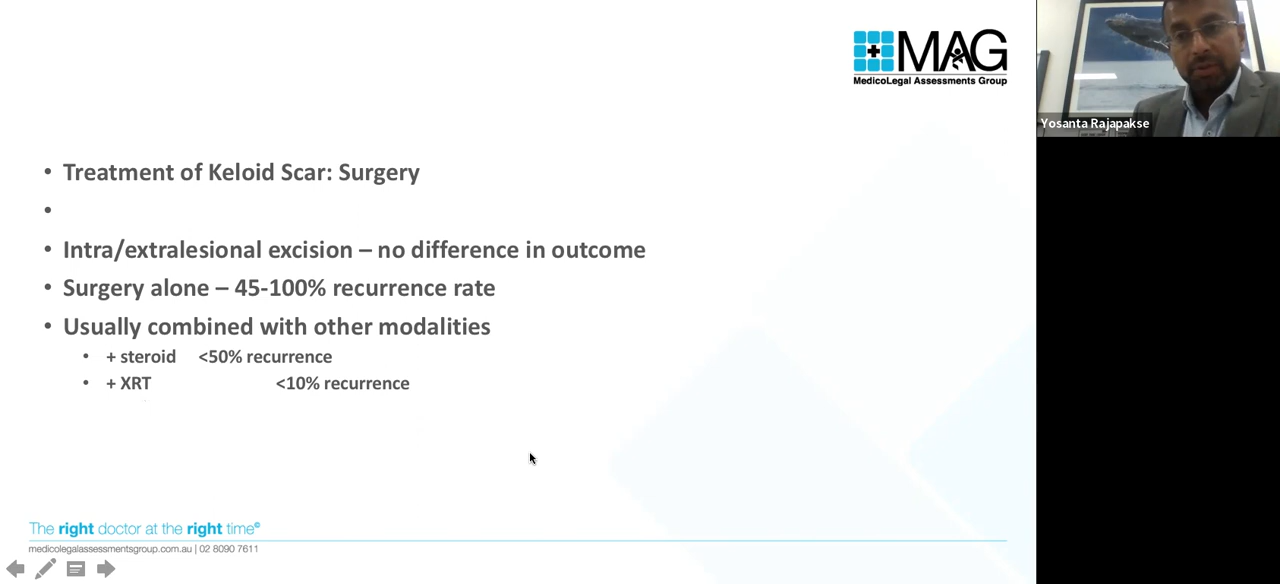 MAG
MedicoLegal Assessments Group
Yosanta Rajapakse
• Treatment of Keloid Scar: Surgery
•
• Intra/extralesional excision – no difference in outcome
• Surgery alone – 45-100% recurrence rate
• Usually combined with other modalities
• + steroid <50% recurrence
• + XRT <10% recurrence
The right doctor at the right time©
medicolegalassessmentsgroup.com.au | 02 8090 7611